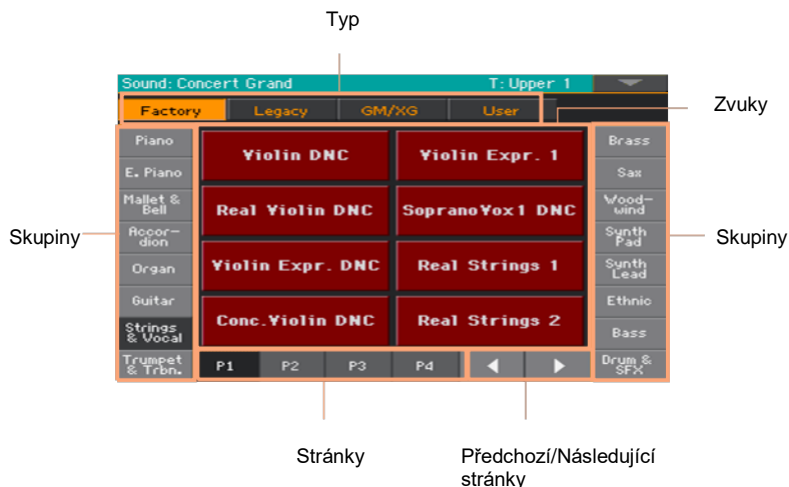 Typ
Sound: Concert Grand T: Upper 1
Factory Legacy GM/XG User
Zvuky
Piano
E. Piano
Mallet &
Bell
Accor-
dion
Organ
Guitar
Strings
& Vocal
Trumpet
& Trbn.
Violin DNC Violin Expr. 1
Real Violin DNC SopranoVox1 DNC
Violin Expr. DNC Real Strings 1
Conc.Violin DNC Real Strings 2
Brass
Sax
Wood-
wind
Synth
Pad
Synth
Lead
Ethnic
Bass
Drum &
SFX
Skupiny
Skupiny
P1 P2 P3 P4
Stránky
Předchozí/Následující
stránky